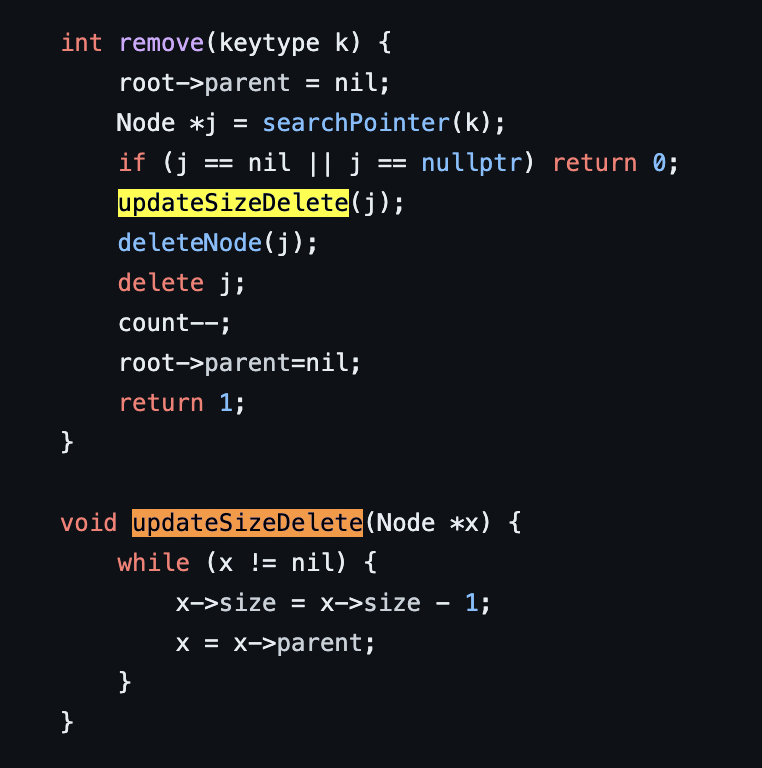 int remove(keytype k) {
root->parent = nil;
Node *j = searchPointer(k);
if (j == nil || j == nullptr) return 0;
updateSizeDelete(j);
deleteNode(j);
delete j;
count--;
root->parent=nil;
return 1;
}
void updateSizeDelete(Node *x) {
while (x != nil) {
x->size = x->size - 1;
x = x->parent;
}
}